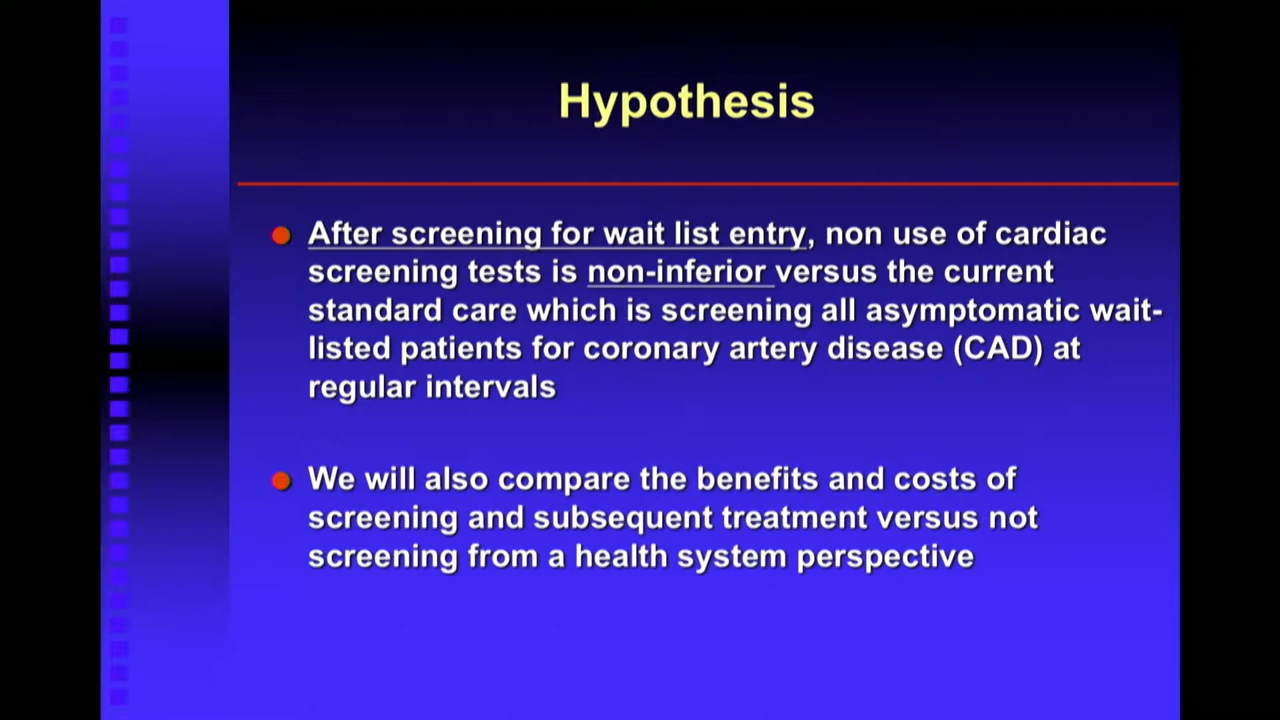 Hypothesis
After screening for wait list entry, non use of cardiac
screening tests is non-inferior versus the current
standard care which is screening all asymptomatic wait-
listed patients for coronary artery disease (CAD) at
regular intervals
We will also compare the benefits and costs of
screening and subsequent treatment versus not
screening from a health system perspective